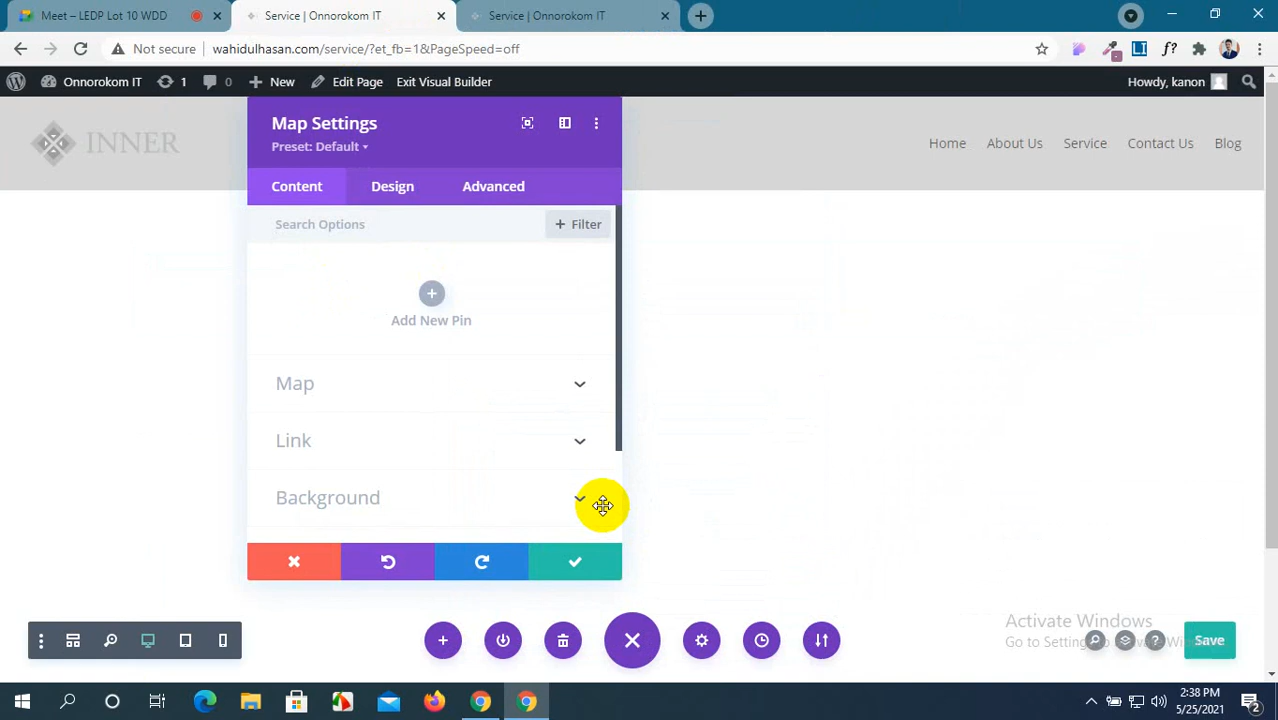 Meet – LEDP Lot 10 WDD
Service | Onnorokom IT
Service | Onnorokom IT
Not secure
wahidulhasan.com/service/?et_fb=1&PageSpeed=off
LI
f?
Onnorokom IT
1
0
New
Edit Page
Exit Visual Builder
Howdy, kanon
INNER
Home
About Us
Service
Contact Us
Blog
Map Settings
Preset: Default
Content
Design
Advanced
Search Options
+ Filter
Add New Pin
Map
Link
Background
Activate Windows
Go to Settings to Activate Windows.
?
Save
2:38 PM
5/25/2021
2